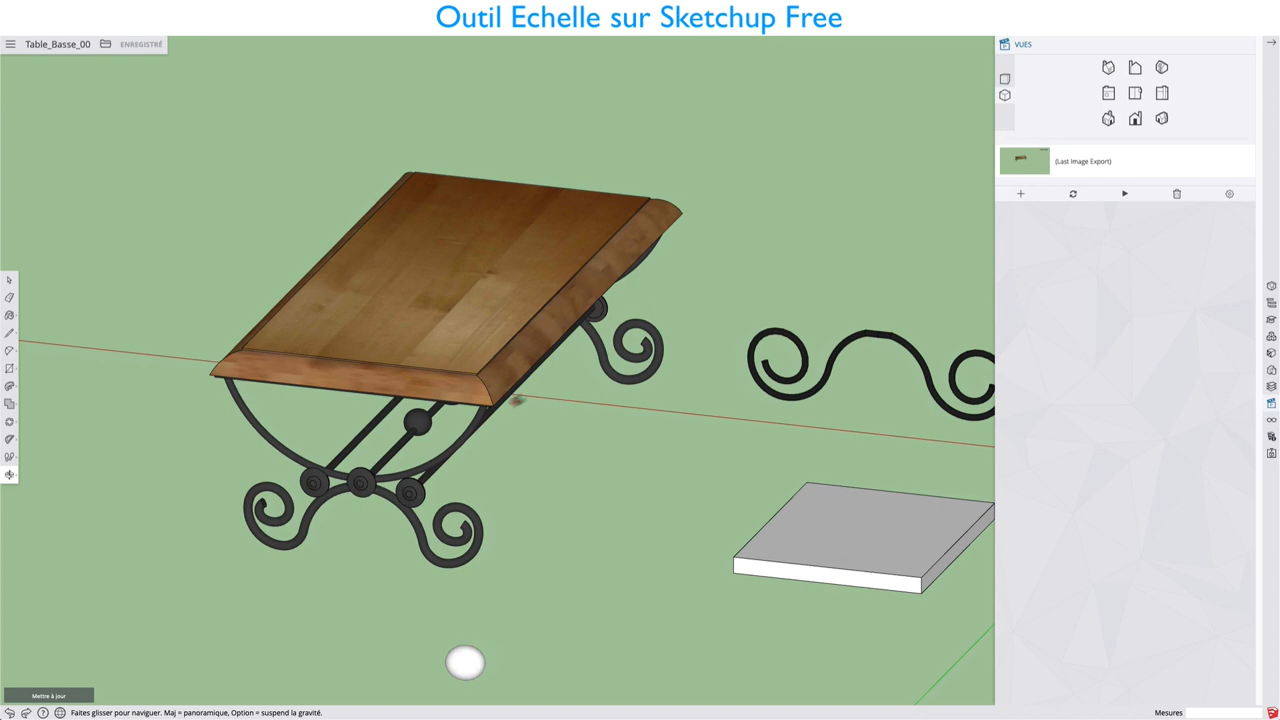 Outil Echelle sur Sketchup Free
Table_Basse_00 ENREGISTRÉ
VUES
(Last Image Export)
Mettre à jour
Faites glisser pour naviguer. Maj = panoramique, Option = suspend la gravité.
Mesures